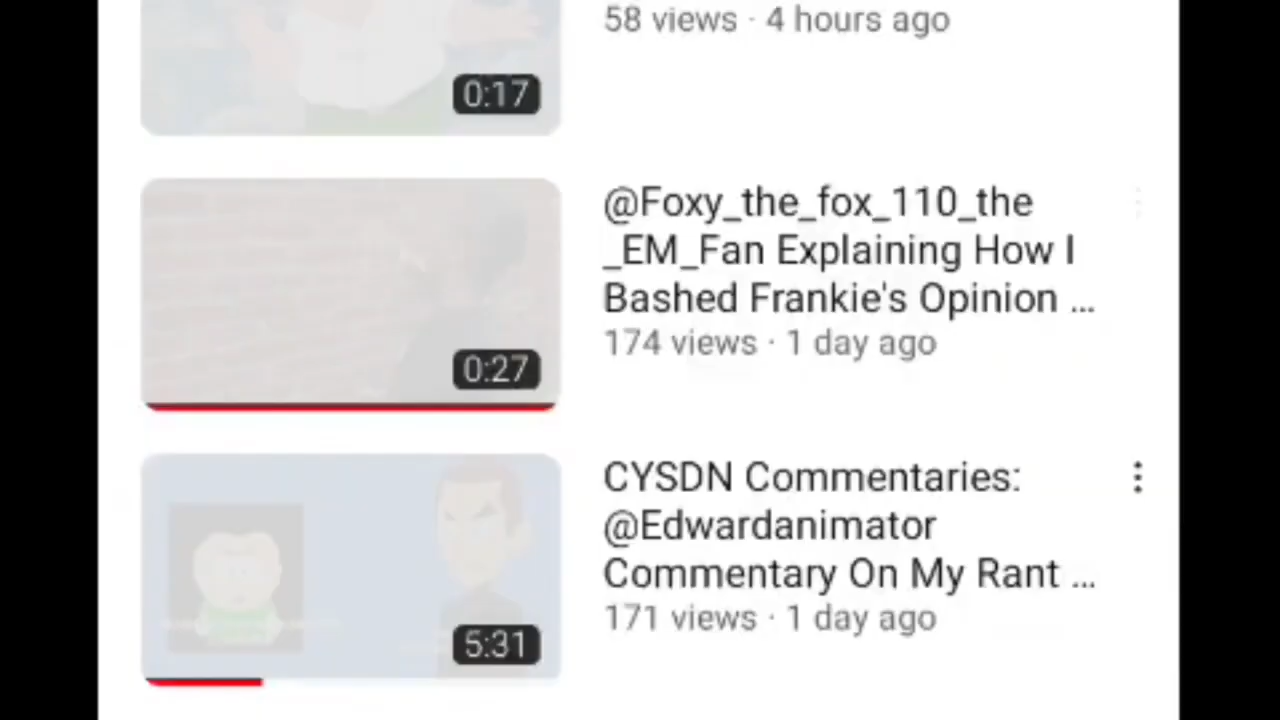 58 views · 4 hours ago
0:17
@Foxy_the_fox_110_the
_EM_Fan Explaining How I
Bashed Frankie's Opinion ...
174 views · 1 day ago
0:27
CYSDN Commentaries:
@Edwardanimator
Commentary On My Rant ...
171 views · 1 day ago
5:31